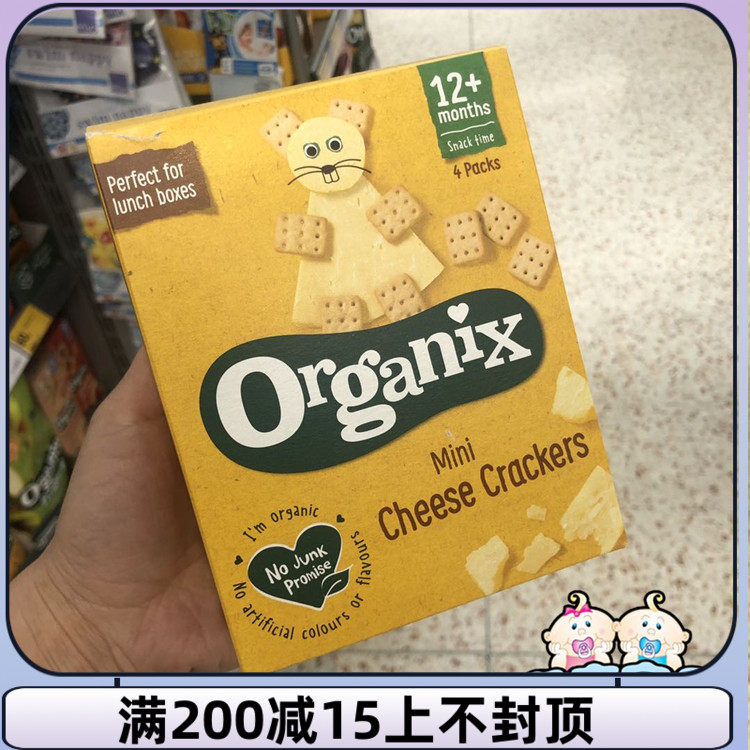 Perfect for
lunch boxes
12+
months
Snack time
4 Packs
Organix
Mini
Cheese Crackers
I'm organic
No Junk
Promise
No artificial colours or flavours
满200减15上不封顶